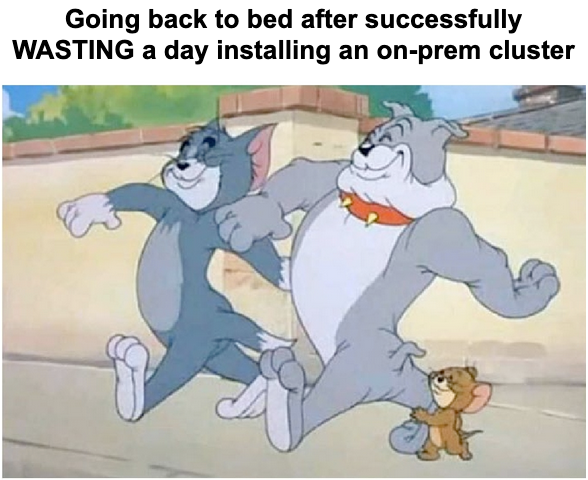 Going back to bed after successfully
WASTING a day installing an on-prem cluster